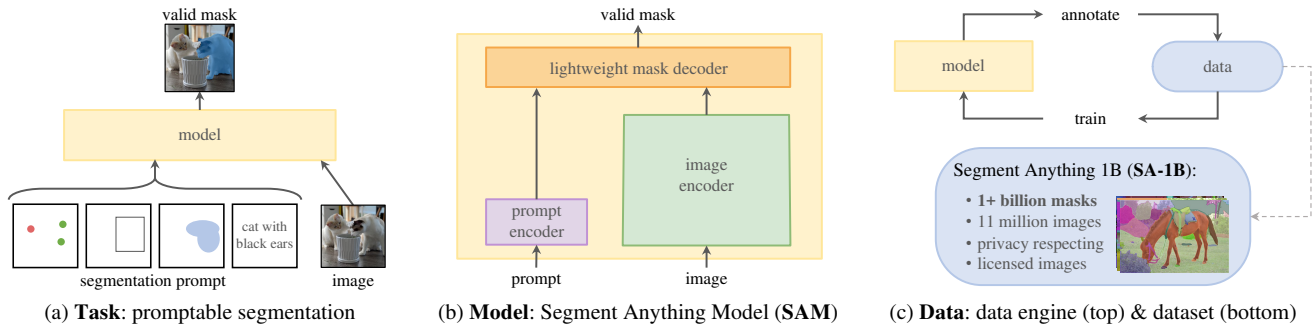 valid mask
model
cat with
black ears
segmentation prompt
image
(a) Task: promptable segmentation
valid mask
lightweight mask decoder
image
encoder
prompt
encoder
prompt
image
(b) Model: Segment Anything Model (SAM)
annotate
model
data
train
Segment Anything 1B (SA-1B):
• 1+ billion masks
• 11 million images
• privacy respecting
• licensed images
(c) Data: data engine (top) & dataset (bottom)